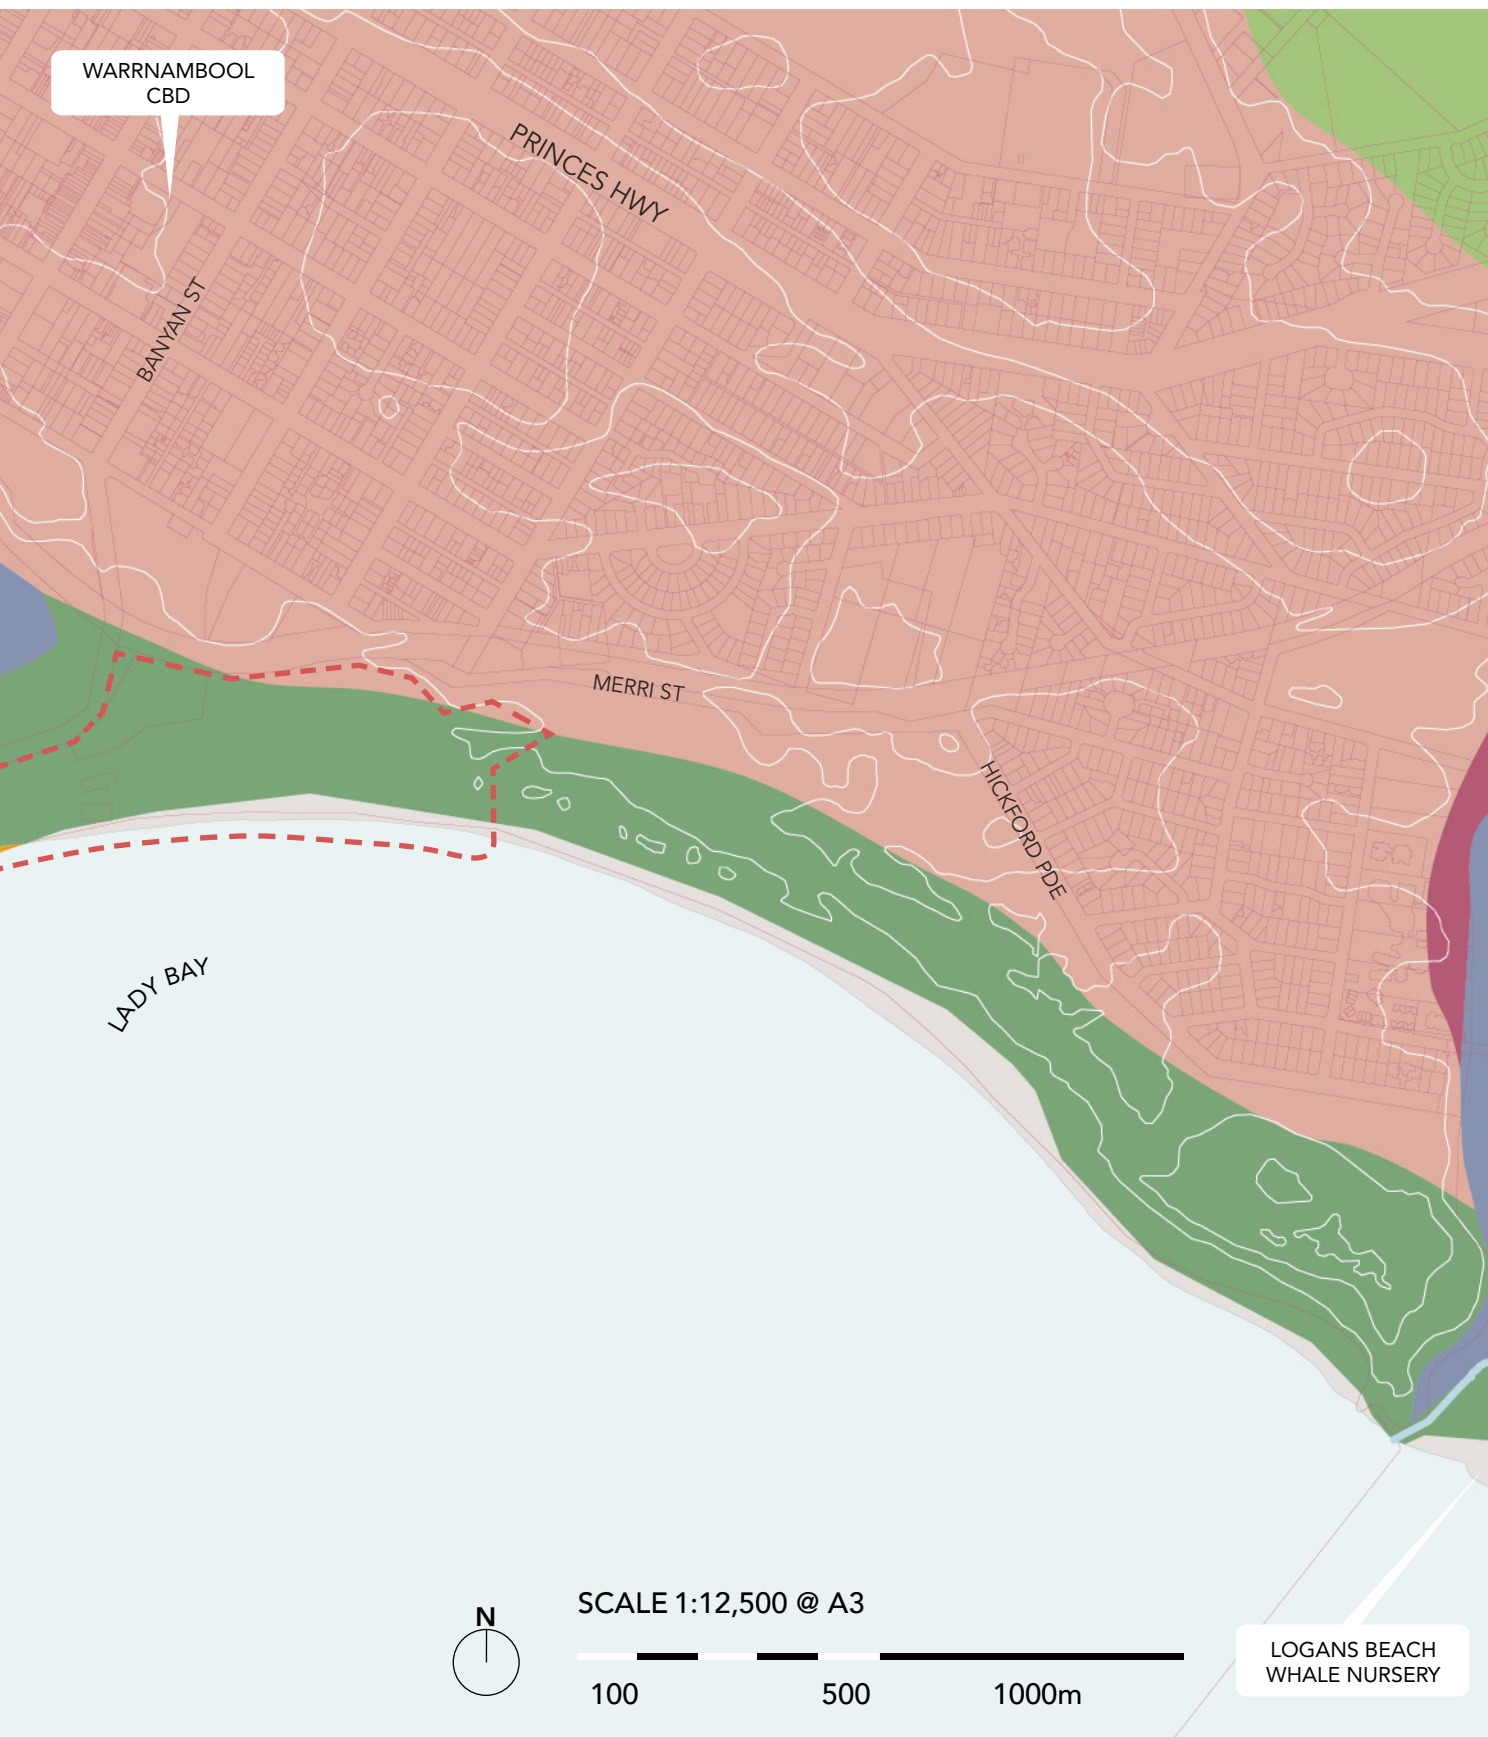 WARRNAMBOOL
CBD
PRINCES HWY
BANYAN ST
MERRI ST
HICKFORD PDE
LADY BAY
N
SCALE 1:12,500 @ A3
100 500 1000m
LOGANS BEACH
WHALE NURSERY